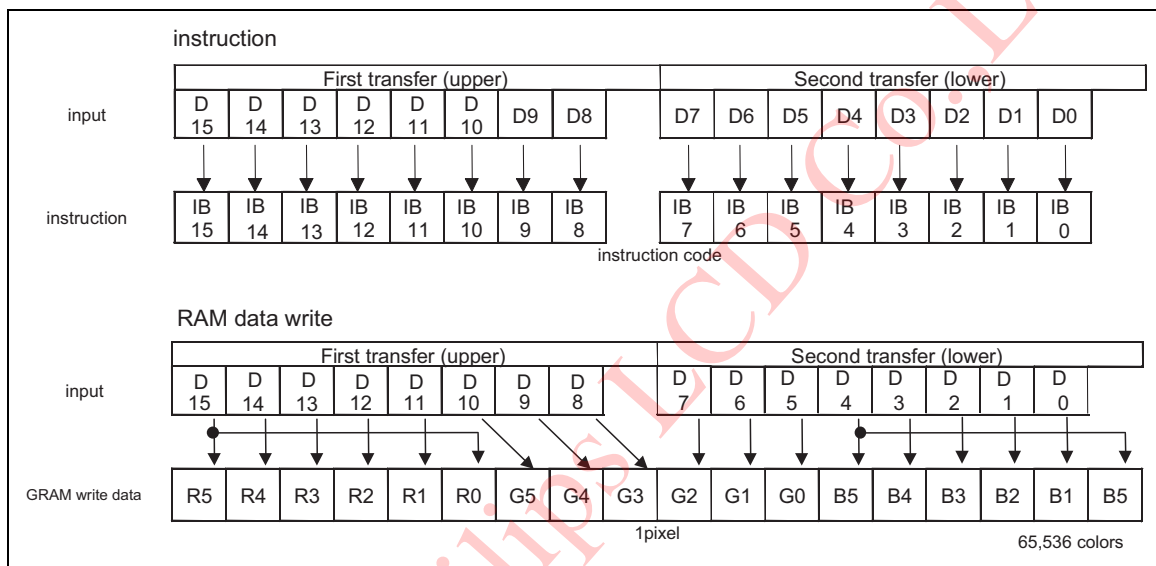 instruction
First transfer (upper) Second transfer (lower)
input D 15 D 14 D 13 D 12 D 11 D 10 D9 D8 D7 D6 D5 D4 D3 D2 D1 D0
instruction IB 15 IB 14 IB 13 IB 12 IB 11 IB 10 IB 9 IB 8 IB 7 IB 6 IB 5 IB 4 IB 3 IB 2 IB 1 IB 0
instruction code
RAM data write
First transfer (upper) Second transfer (lower)
input D 15 D 14 D 13 D 12 D 11 D 10 D 9 D 8 D 7 D 6 D 5 D 4 D 3 D 2 D 1 D 0
GRAM write data R5 R4 R3 R2 R1 R0 G5 G4 G3 G2 G1 G0 B5 B4 B3 B2 B1 B5
1pixel
65,536 colors
ilips LCD Co.,L